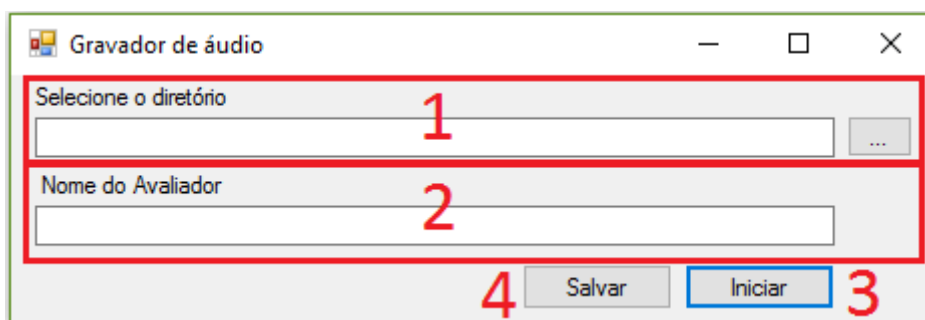 Gravador de áudio
Selecione o diretório
1
...
Nome do Avaliador
2
4 Salvar Iniciar 3